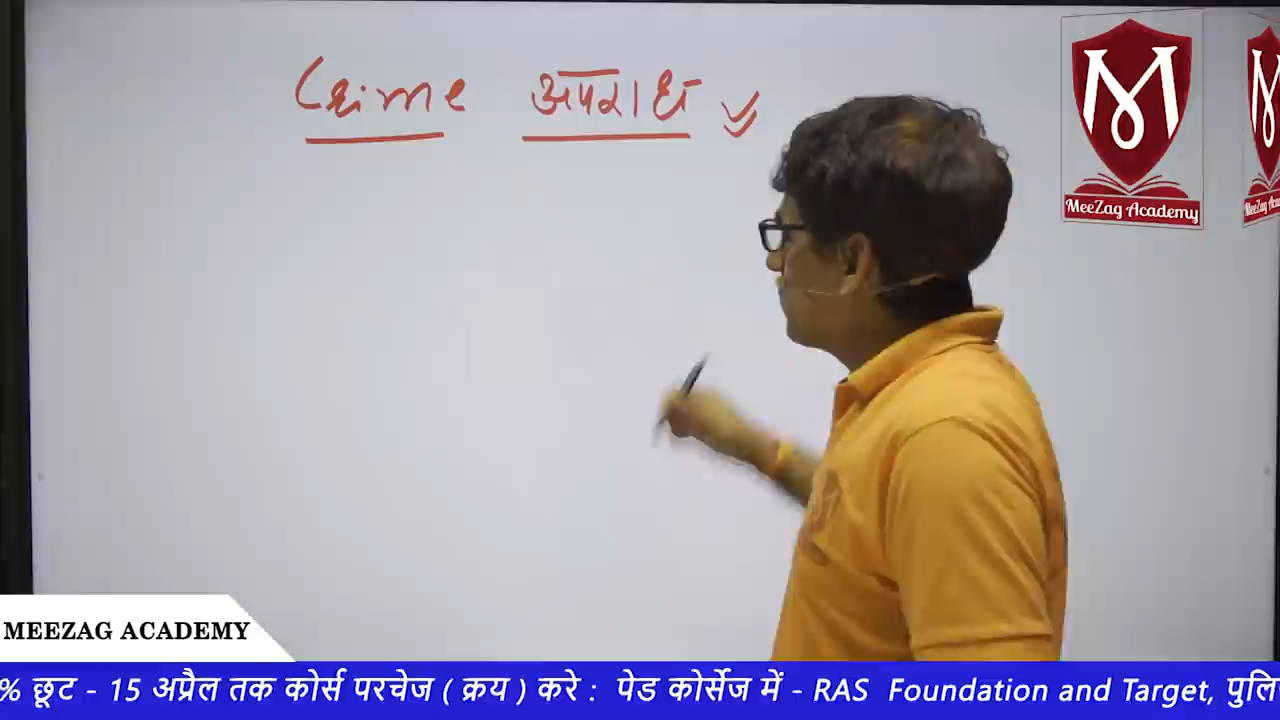 Crime अपराध
M
MeeZag Academy
MEEZAG ACADEMY
% छूट - 15 अप्रैल तक कोर्स परचेज ( क्रय ) करे : पेड कोर्सेज में - RAS Foundation and Target, पुलि